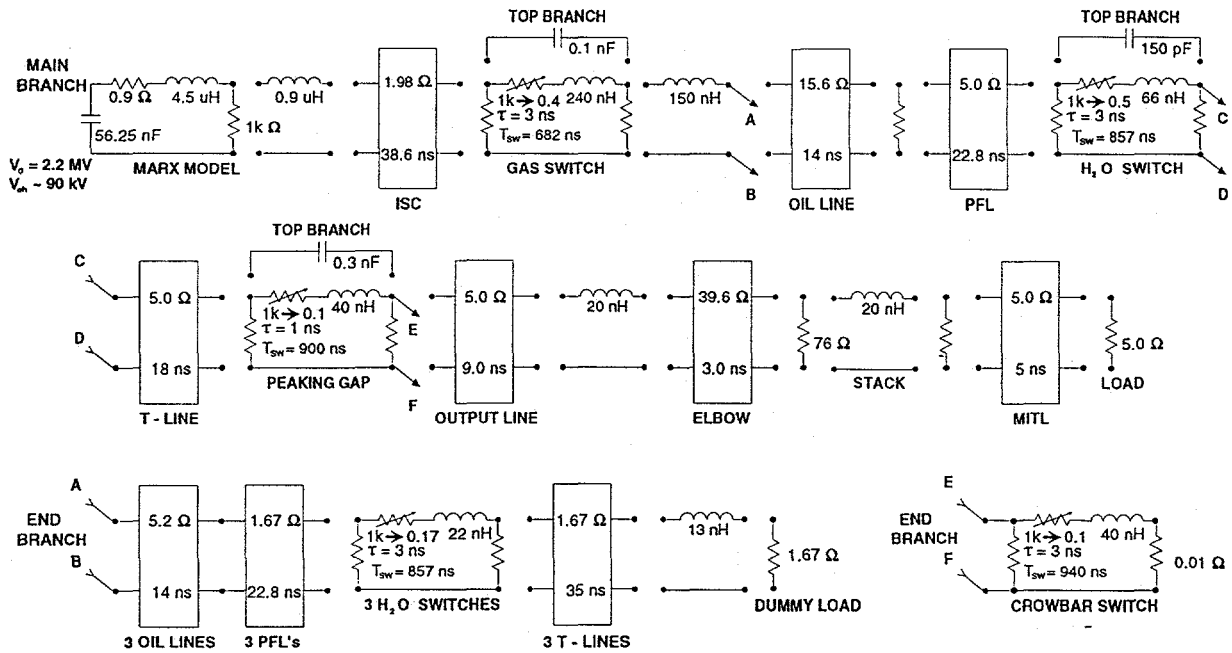 TOP BRANCH
0.1 nF
TOP BRANCH
150 pF
MAIN BRANCH
0.9 Ω
4.5 uH
56.25 nF
1k Ω
V₀ = 2.2 MV
V꜀ₕ ~ 90 kV
MARX MODEL
0.9 uH
1.98 Ω
38.6 ns
ISC
1k → 0.4
240 nH
τ = 3 ns
Tsw = 682 ns
GAS SWITCH
150 nH
A
B
15.6 Ω
14 ns
OIL LINE
5.0 Ω
22.8 ns
PFL
1k → 0.5
66 nH
τ = 3 ns
Tsw = 857 ns
H₂O SWITCH
C
D
TOP BRANCH
0.3 nF
C
D
5.0 Ω
18 ns
T - LINE
1k → 0.1
40 nH
τ = 1 ns
Tsw = 900 ns
PEAKING GAP
E
F
5.0 Ω
9.0 ns
OUTPUT LINE
20 nH
39.6 Ω
3.0 ns
ELBOW
76 Ω
20 nH
STACK
5.0 Ω
5 ns
MITL
5.0 Ω
LOAD
A
END BRANCH
B
5.2 Ω
14 ns
3 OIL LINES
1.67 Ω
22.8 ns
3 PFL's
1k → 0.17
22 nH
τ = 3 ns
Tsw = 857 ns
3 H₂O SWITCHES
1.67 Ω
35 ns
3 T - LINES
13 nH
1.67 Ω
DUMMY LOAD
E
END BRANCH
F
1k → 0.1
40 nH
τ = 3 ns
Tsw = 940 ns
0.01 Ω
CROWBAR SWITCH